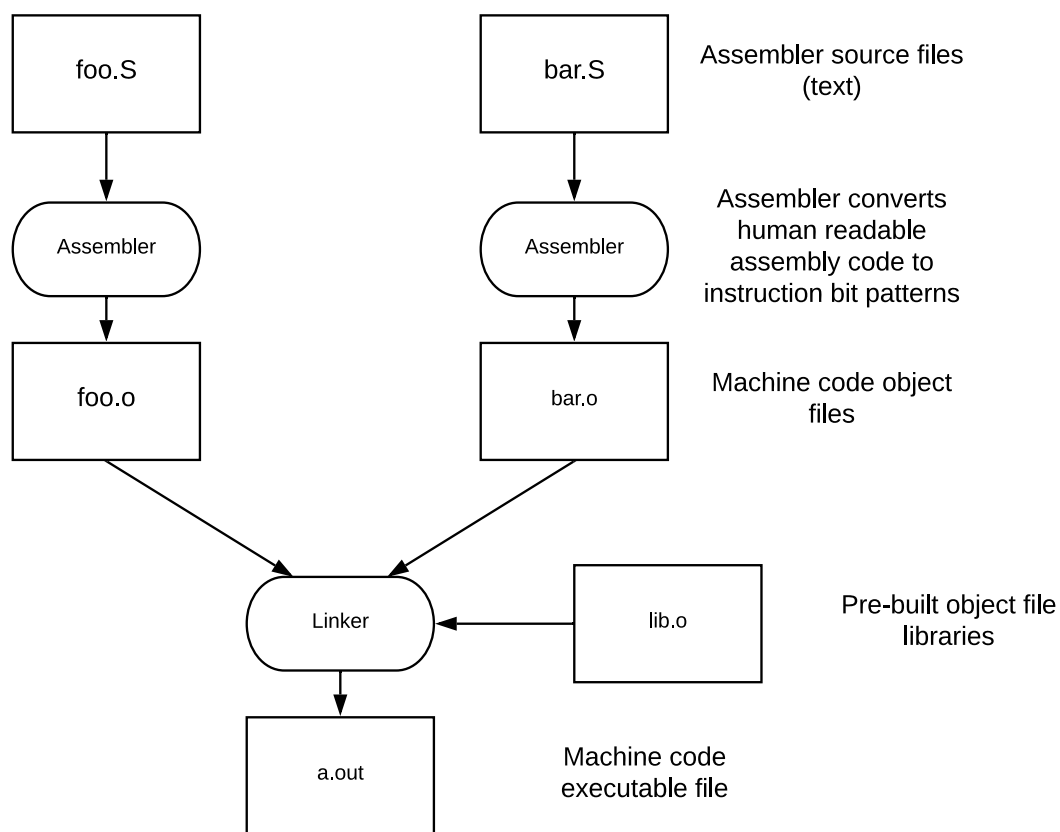 foo.S
bar.S
Assembler source files
(text)
Assembler
Assembler
Assembler converts
human readable
assembly code to
instruction bit patterns
foo.o
bar.o
Machine code object
files
Linker
lib.o
Pre-built object file
libraries
a.out
Machine code
executable file